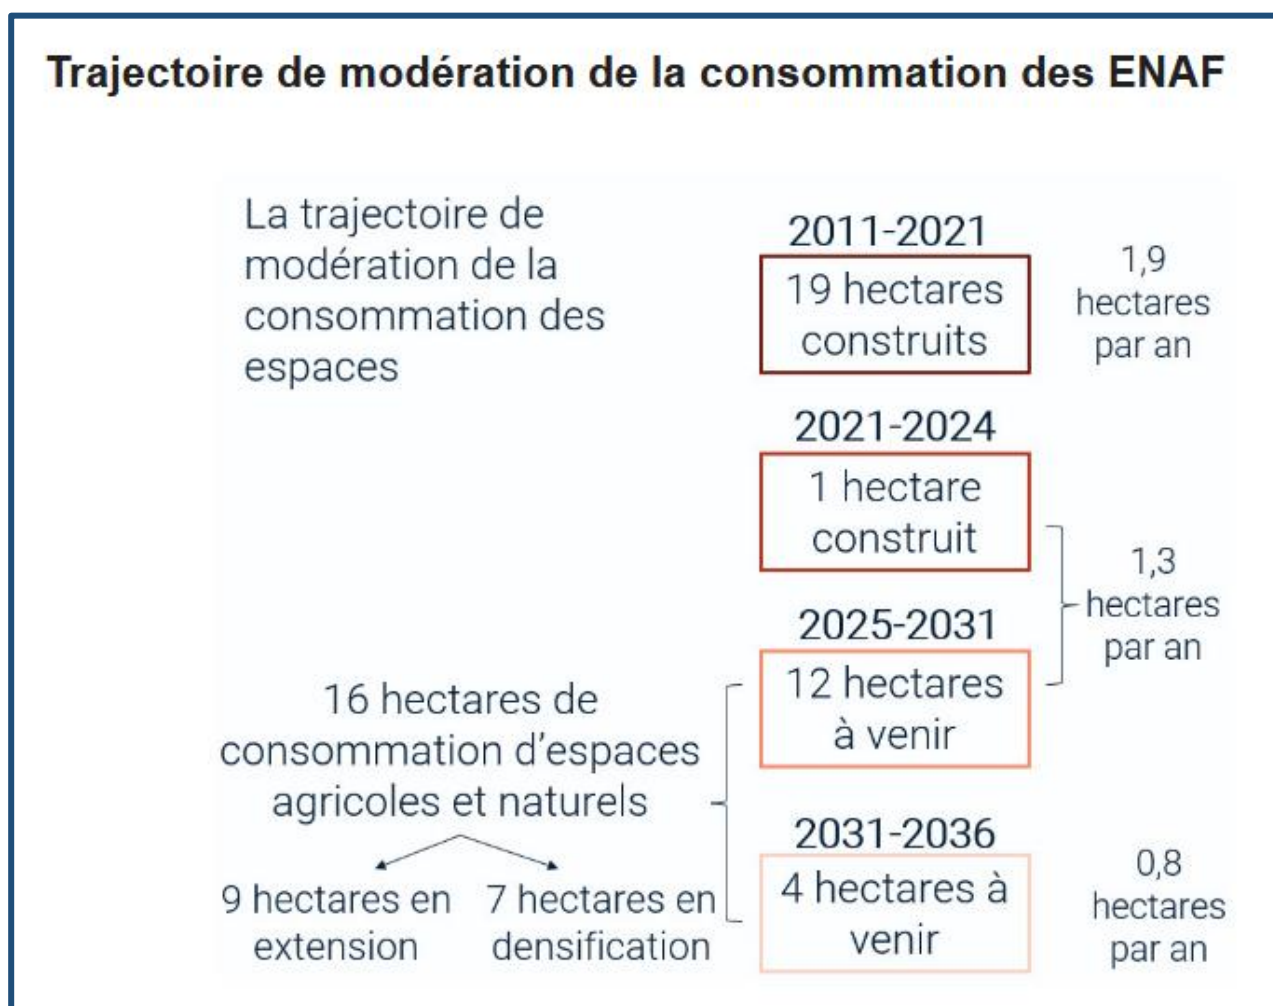 Trajectoire de modération de la consommation des ENAF
La trajectoire de
modération de la
consommation des
espaces
2011-2021
19 hectares
construits
1,9
hectares
par an
2021-2024
1 hectare
construit
1,3
hectares
par an
2025-2031
12 hectares
à venir
16 hectares de
consommation d'espaces
agricoles et naturels
9 hectares en
extension
7 hectares en
densification
2031-2036
4 hectares à
venir
0,8
hectares
par an